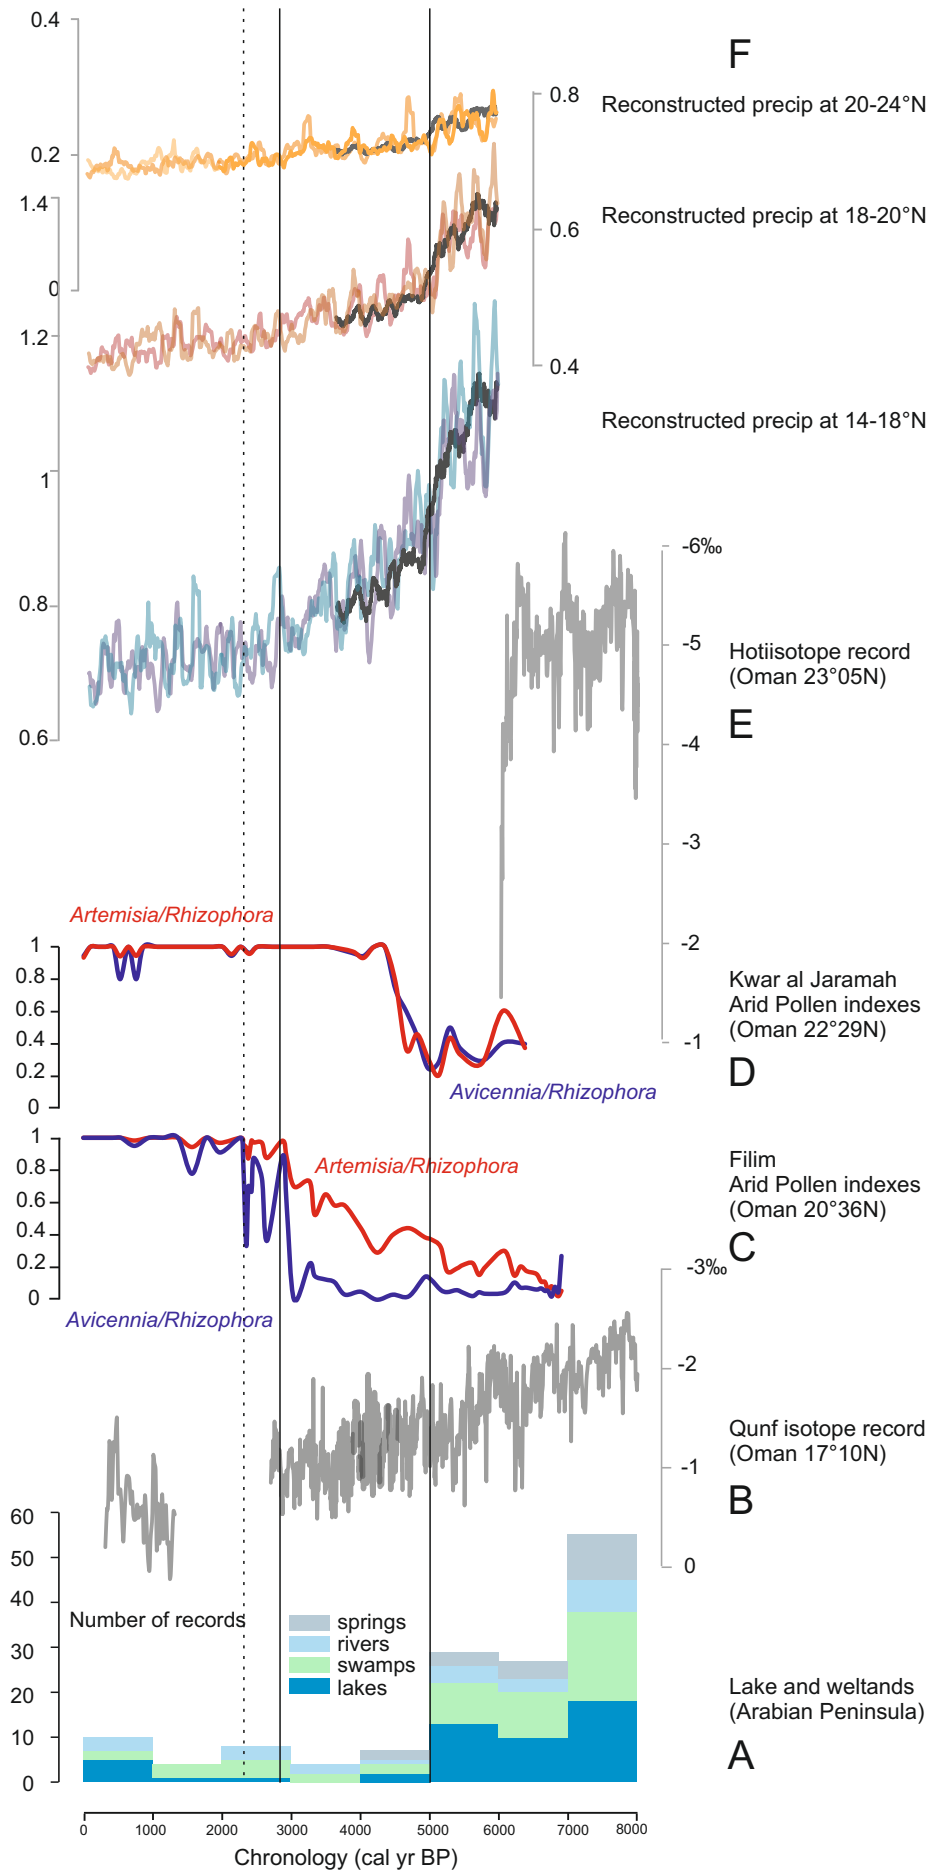 0.4
F
0.8
Reconstructed precip at 20-24°N
0.2
1.4
Reconstructed precip at 18-20°N
0.6
0
1.2
0.4
Reconstructed precip at 14-18°N
1
-6‰
0.8
-5
Hotiisotope record
(Oman 23°05N)
E
0.6
-4
-3
Artemisia/Rhizophora
-2
1
0.8
0.6
0.4
0.2
0
Kwar al Jaramah
Arid Pollen indexes
(Oman 22°29N)
-1
D
Avicennia/Rhizophora
1
0.8
0.6
0.4
0.2
0
Artemisia/Rhizophora
Filim
Arid Pollen indexes
(Oman 20°36N)
C
-3‰
Avicennia/Rhizophora
-2
Qunf isotope record
(Oman 17°10N)
-1
B
0
60
50
40
30
20
10
0
Number of records
springs
rivers
swamps
lakes
Lake and weltands
(Arabian Peninsula)
A
0 1000 2000 3000 4000 5000 6000 7000 8000
Chronology (cal yr BP)